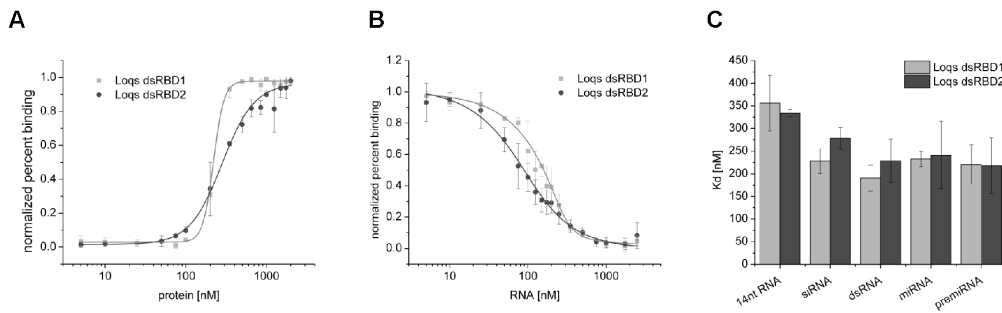 A
normalized percent binding
1.0
0.8
0.6
0.4
0.2
0.0
Loqs dsRBD1
Loqs dsRBD2
10
100
1000
protein [nM]
B
normalized percent binding
1.2
1.0
0.8
0.6
0.4
0.2
0.0
Loqs dsRBD1
Loqs dsRBD2
10
100
1000
RNA [nM]
C
Kd [nM]
450
400
350
300
250
200
150
100
50
0
Loqs dsRBD1
Loqs dsRBD2
14nt RNA
siRNA
dsRNA
miRNA
premiRNA